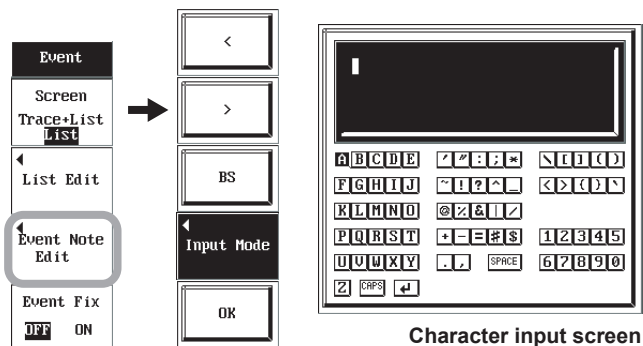 Event
Screen
Trace+List
List
List Edit
Event Note
Edit
Event Fix
OFF ON
<
>
BS
Input Mode
OK
A B C D E ' " : ; * \ [ ] ( )
F G H I J ~ ! ? ^ _ < > { } `
K L M N O @ % & | /
P Q R S T + - = # $ 1 2 3 4 5
U V W X Y . , SPACE 6 7 8 9 0
Z CAPS ↵
Character input screen